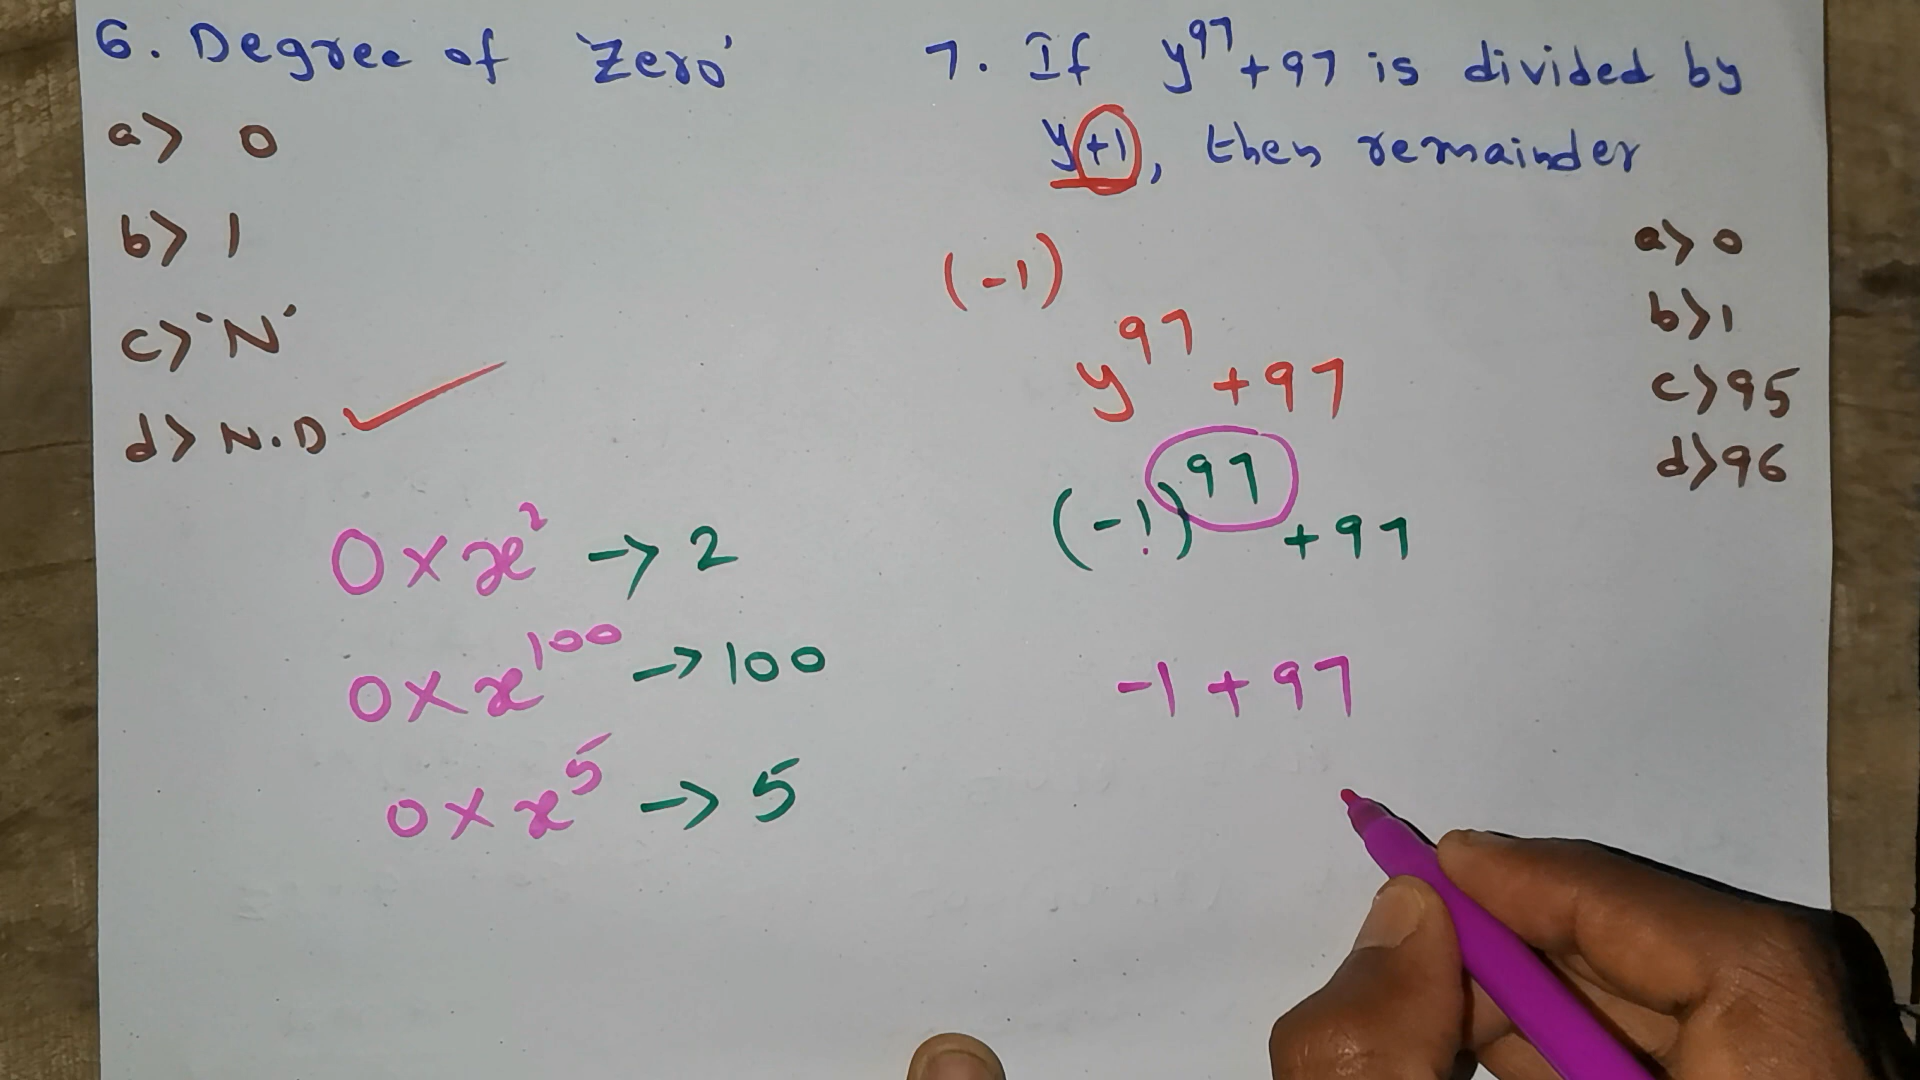 6. Degree of 'Zero'
a> 0
b> 1
c> 'N'
d> N.D
0 × x²  → 2
0 × x¹⁰⁰ → 100
0 × x⁵ → 5
7. If y⁹⁷ + 97 is divided by
y+1, then remainder
a> 0
b> 1
c> 95
d> 96
(-1)
y⁹⁷ + 97
(-1)⁹⁷ + 97
-1 + 97